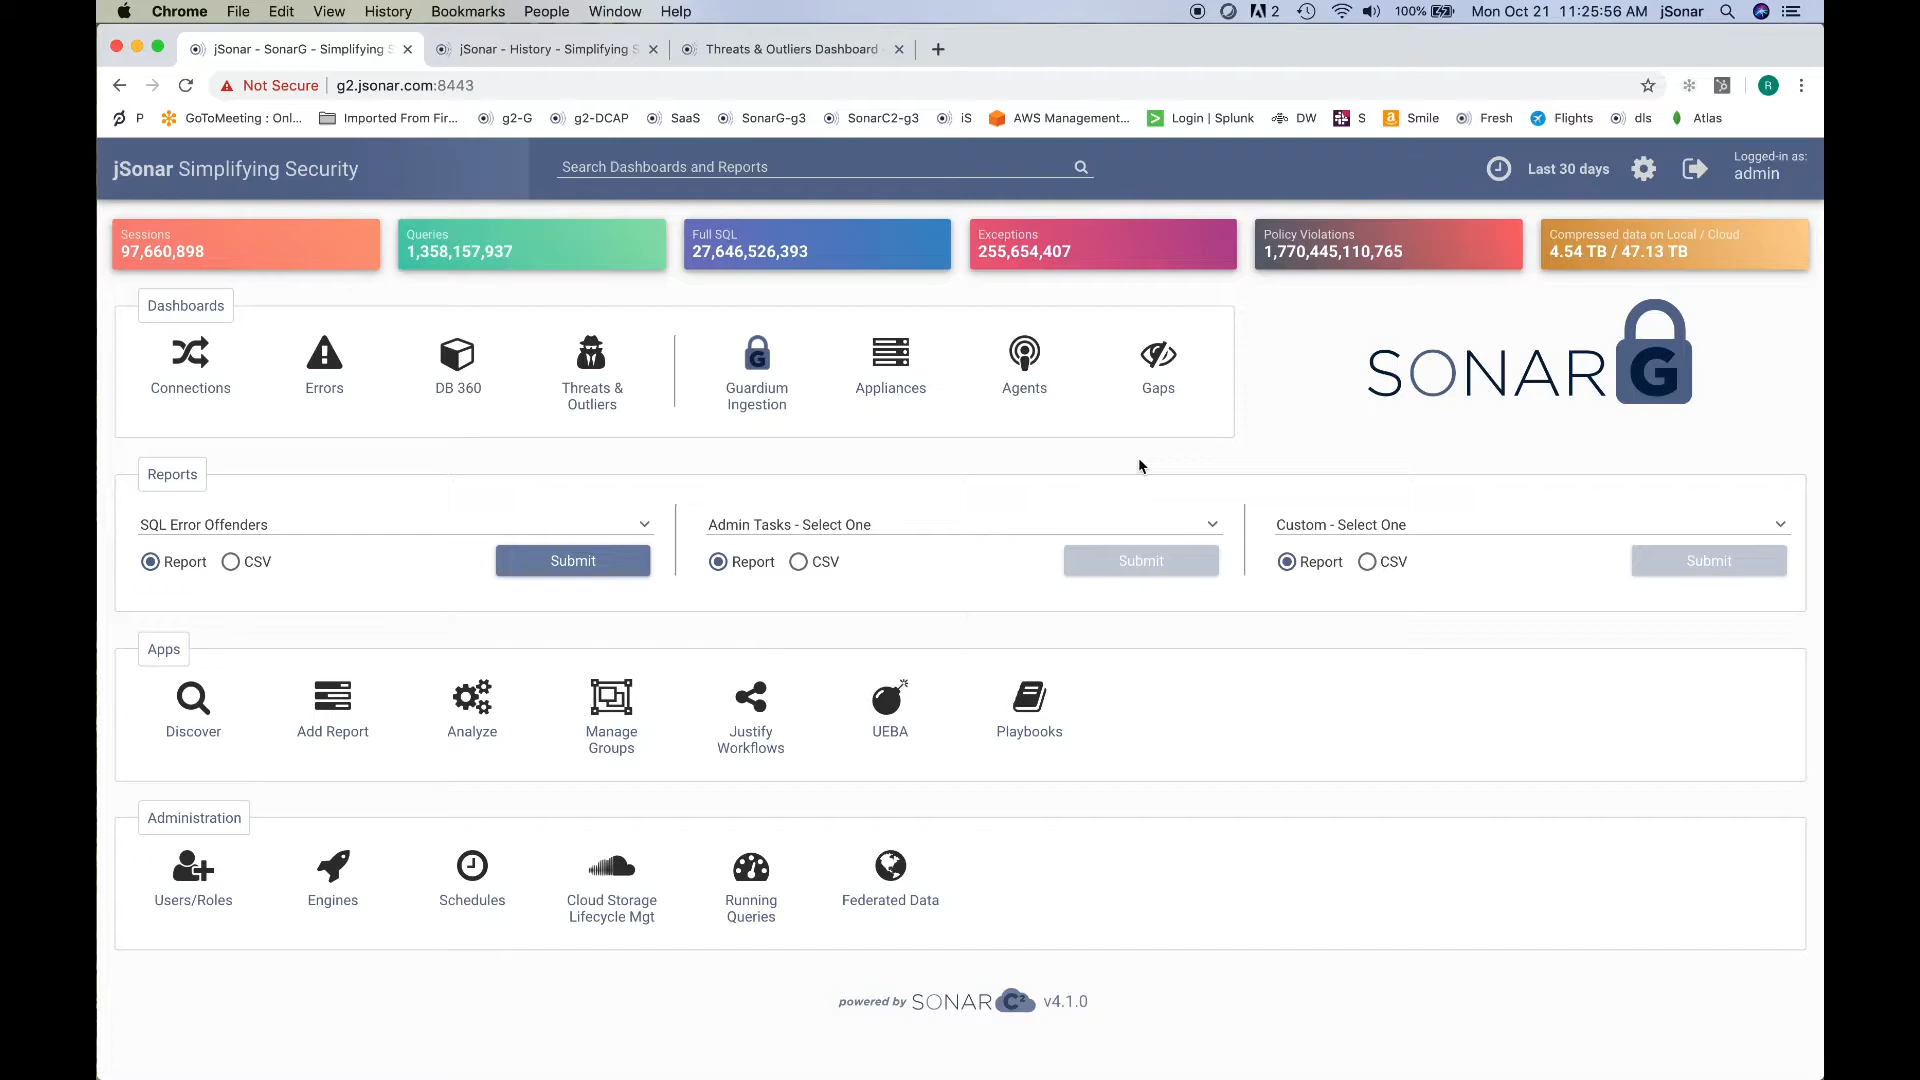 Chrome File Edit View History Bookmarks People Window Help 2 100% Mon Oct 21 11:25:56 AM jSonar
jSonar - SonarG - Simplifying S jSonar - History - Simplifying S Threats & Outliers Dashboard
Not Secure g2.jsonar.com:8443 R
P GoToMeeting : Onl... Imported From Fir... g2-G g2-DCAP SaaS SonarG-g3 SonarC2-g3 iS AWS Management... Login | Splunk DW S Smile Fresh Flights dls Atlas
jSonar Simplifying Security Search Dashboards and Reports Last 30 days Logged-in as:
admin
Sessions Queries Full SQL Exceptions Policy Violations Compressed data on Local / Cloud
97,660,898 1,358,157,937 27,646,526,393 255,654,407 1,770,445,110,765 4.54 TB / 47.13 TB
Dashboards
Connections Errors DB 360 Threats & Guardium Appliances Agents Gaps
Outliers Ingestion
SONAR G
Reports
SQL Error Offenders Admin Tasks - Select One Custom - Select One
Report CSV Submit Report CSV Submit Report CSV Submit
Apps
Discover Add Report Analyze Manage Justify UEBA Playbooks
Groups Workflows
Administration
Users/Roles Engines Schedules Cloud Storage Running Federated Data
Lifecycle Mgt Queries
powered by SONAR C² v4.1.0